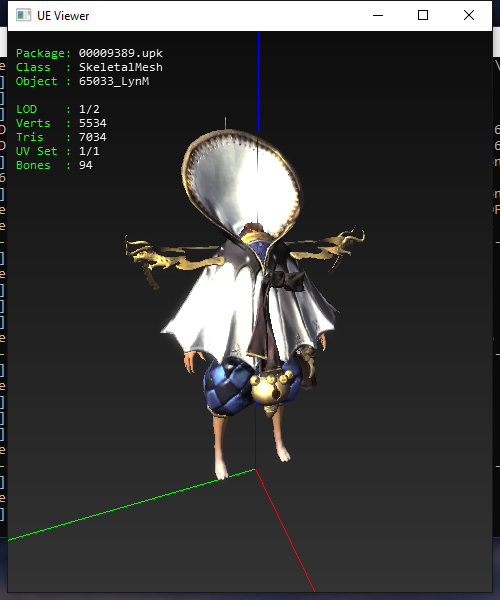 UE Viewer
Package: 00009389.upk
Class : SkeletalMesh
Object : 65033_LynM
LOD : 1/2
Verts : 5534
Tris : 7034
UV Set : 1/1
Bones : 94